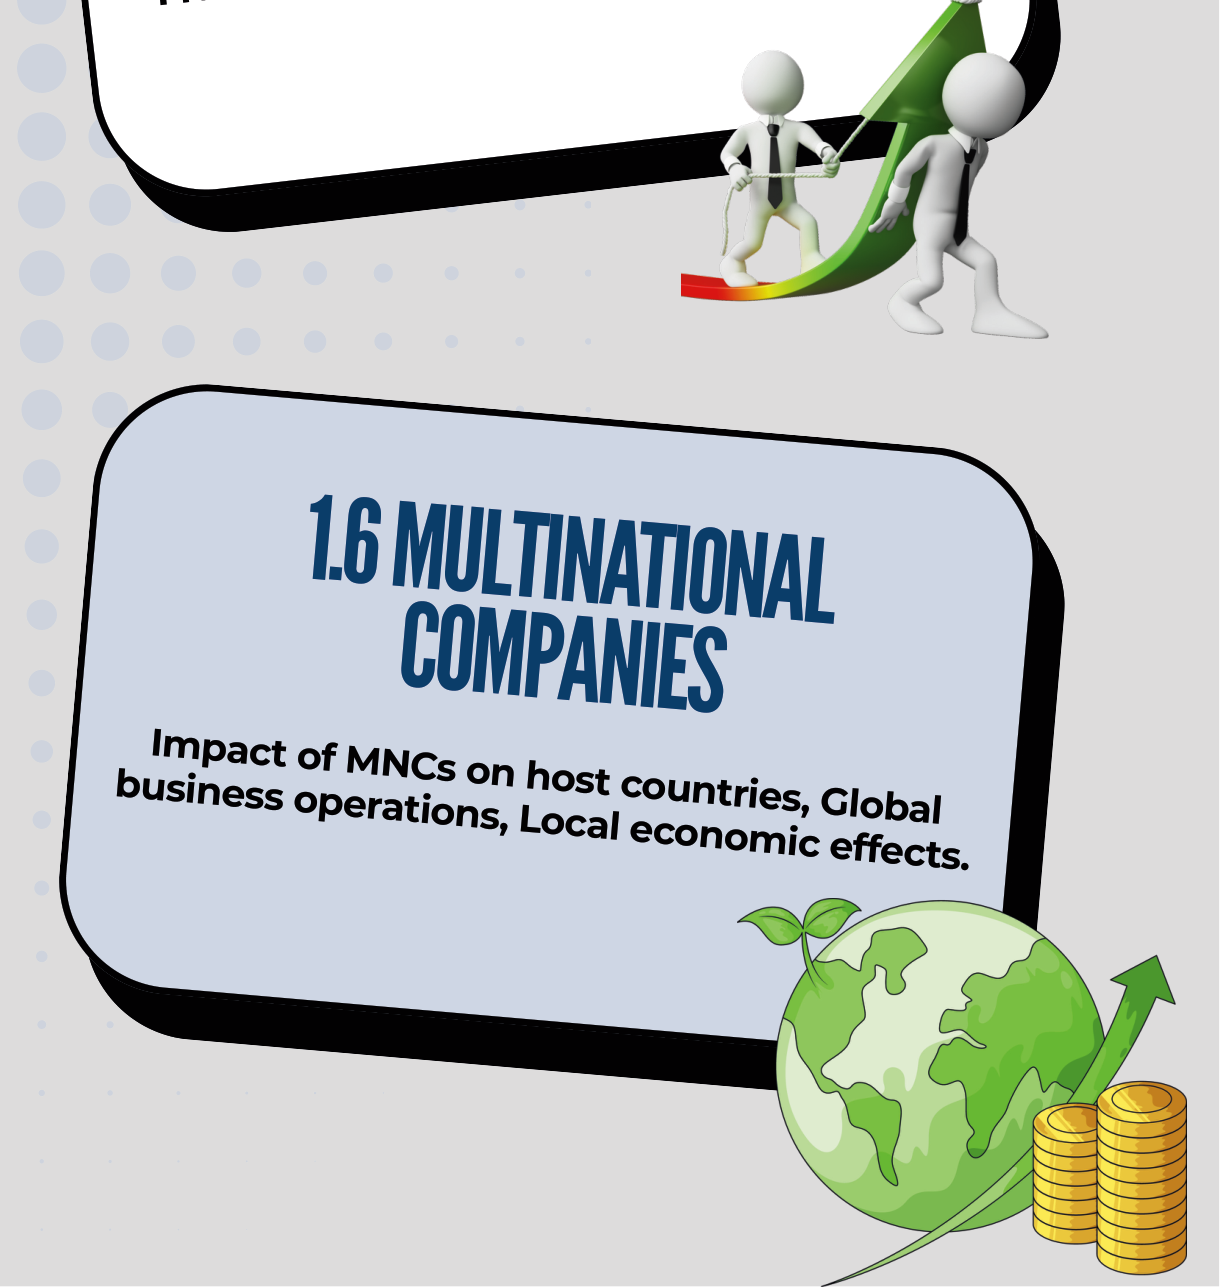 1.6 MULTINATIONAL
COMPANIES
Impact of MNCs on host countries, Global
business operations, Local economic effects.